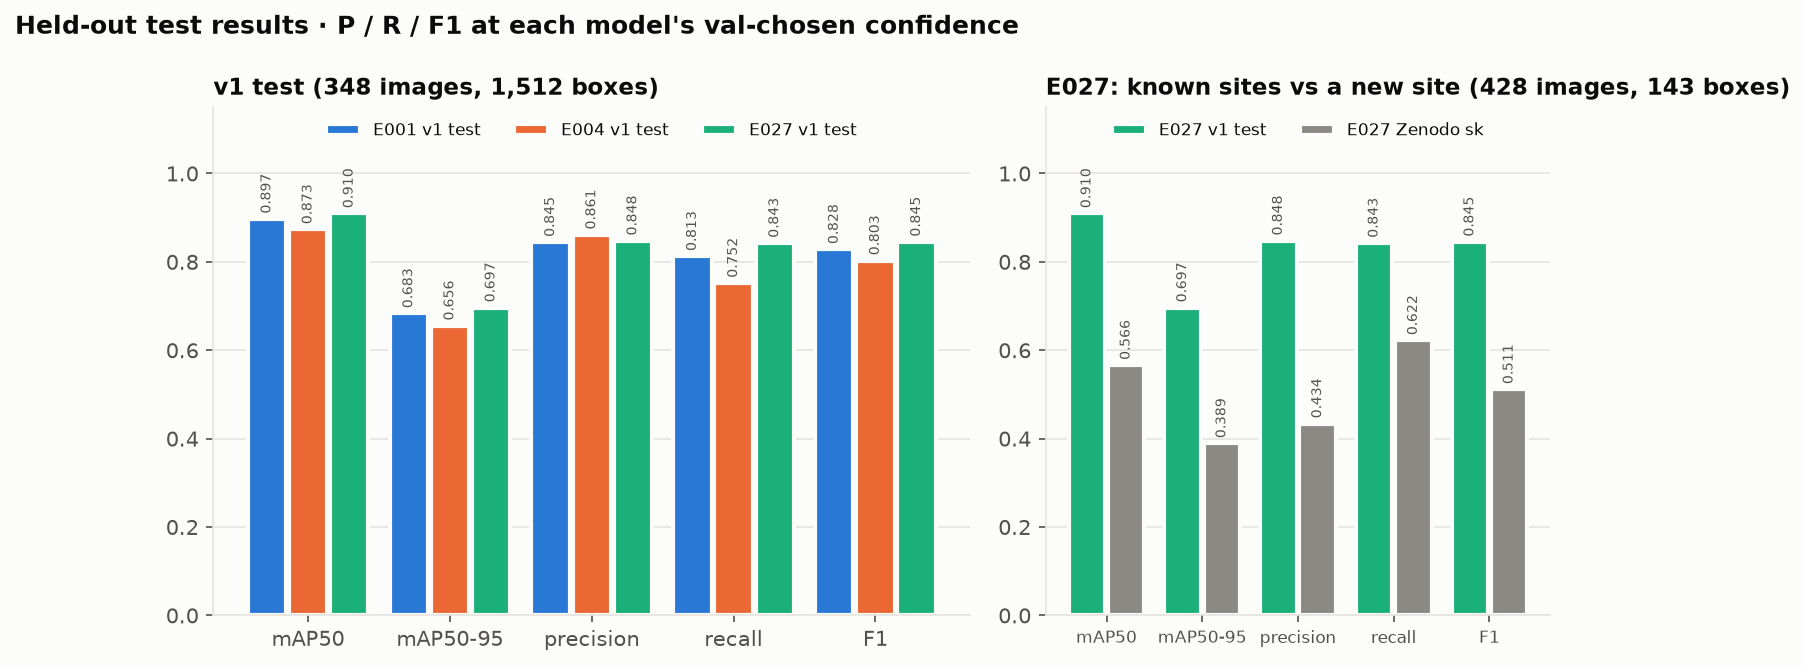 Held-out test results · P / R / F1 at each model's val-chosen confidence
v1 test (348 images, 1,512 boxes)
E001 v1 test
E004 v1 test
E027 v1 test
1.0
0.8
0.6
0.4
0.2
0.0
0.897
0.873
0.910
0.683
0.656
0.697
0.845
0.861
0.848
0.813
0.752
0.843
0.828
0.803
0.845
mAP50
mAP50-95
precision
recall
F1
E027: known sites vs a new site (428 images, 143 boxes)
E027 v1 test
E027 Zenodo sk
1.0
0.8
0.6
0.4
0.2
0.0
0.910
0.566
0.697
0.389
0.848
0.434
0.843
0.622
0.845
0.511
mAP50
mAP50-95
precision
recall
F1